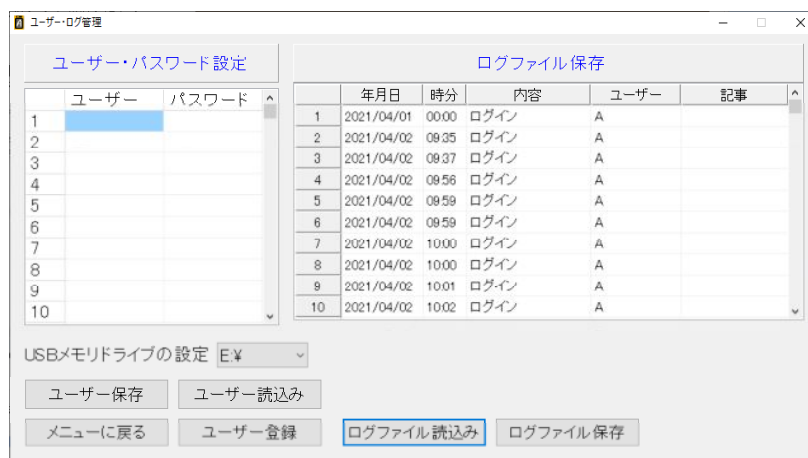 ユーザー・ログ管理
ユーザー・パスワード設定
ログファイル保存
ユーザー パスワード
1
2
3
4
5
6
7
8
9
10
年月日 時分 内容 ユーザー 記事
1 2021/04/01 00:00 ログイン A
2 2021/04/02 09:35 ログイン A
3 2021/04/02 09:37 ログイン A
4 2021/04/02 09:56 ログイン A
5 2021/04/02 09:59 ログイン A
6 2021/04/02 09:59 ログイン A
7 2021/04/02 10:00 ログイン A
8 2021/04/02 10:00 ログイン A
9 2021/04/02 10:01 ログイン A
10 2021/04/02 10:02 ログイン A
USBメモリドライブの設定 E:¥
ユーザー保存 ユーザー読込み
メニューに戻る ユーザー登録 ログファイル読込み ログファイル保存